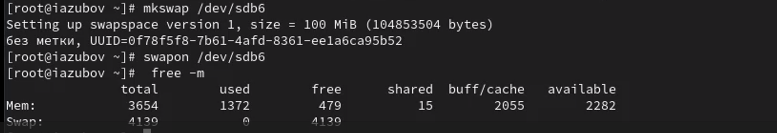 [root@iazubov ~]# mkswap /dev/sdb6
Setting up swapspace version 1, size = 100 MiB (104853504 bytes)
без метки, UUID=0f78f5f8-7b61-4afd-8361-ee1a6ca95b52
[root@iazubov ~]# swapon /dev/sdb6
[root@iazubov ~]#  free -m
total used free shared buff/cache available
Mem: 3654 1372 479 15 2055 2282
Swap: 4139 0 4139